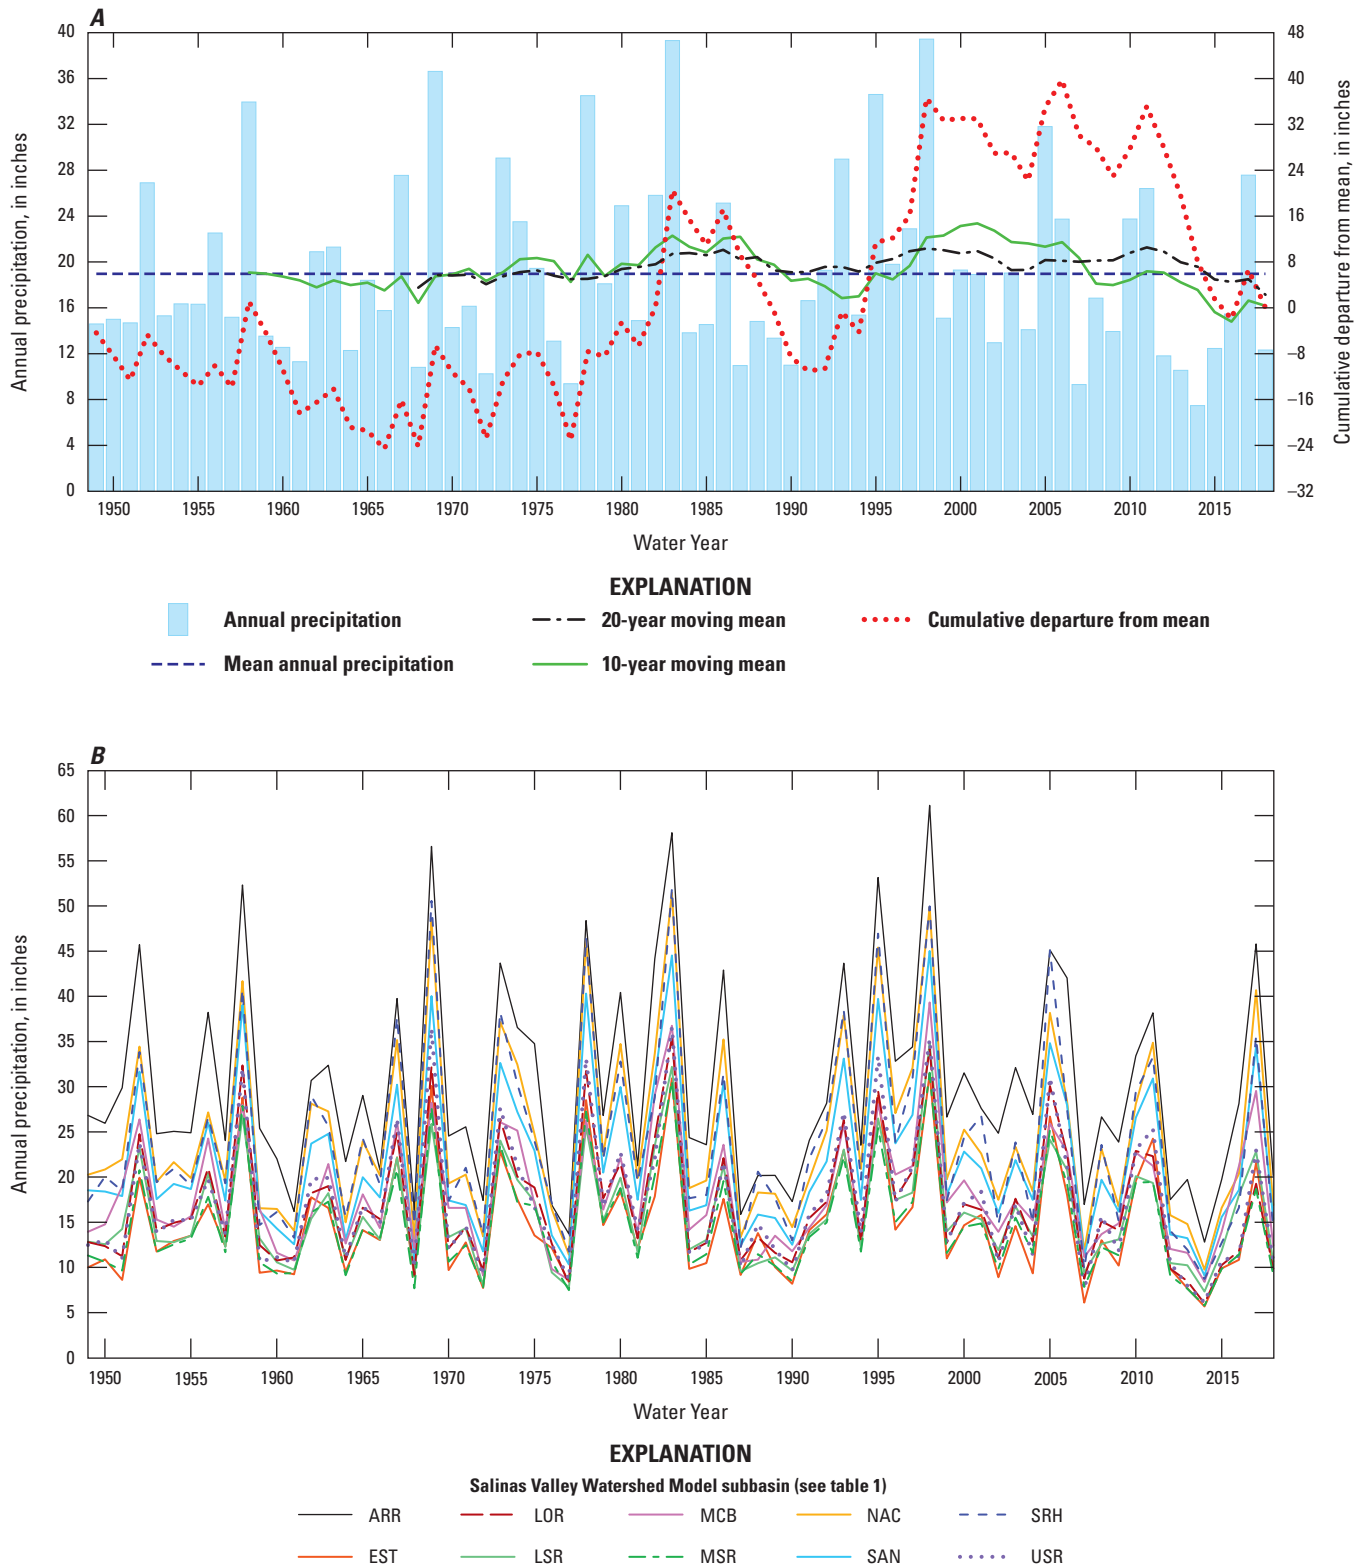 A
40
36
32
28
24
20
16
12
8
4
0
Annual precipitation, in inches
48
40
32
24
16
8
0
–8
–16
–24
–32
Cumulative departure from mean, in inches
1950 1955 1960 1965 1970 1975 1980 1985 1990 1995 2000 2005 2010 2015
Water Year
EXPLANATION
Annual precipitation 20-year moving mean Cumulative departure from mean
Mean annual precipitation 10-year moving mean
B
65
60
55
50
45
40
35
30
25
20
15
10
5
0
Annual precipitation, in inches
1950 1955 1960 1965 1970 1975 1980 1985 1990 1995 2000 2005 2010 2015
Water Year
EXPLANATION
Salinas Valley Watershed Model subbasin (see table 1)
ARR LOR MCB NAC SRH
EST LSR MSR SAN USR